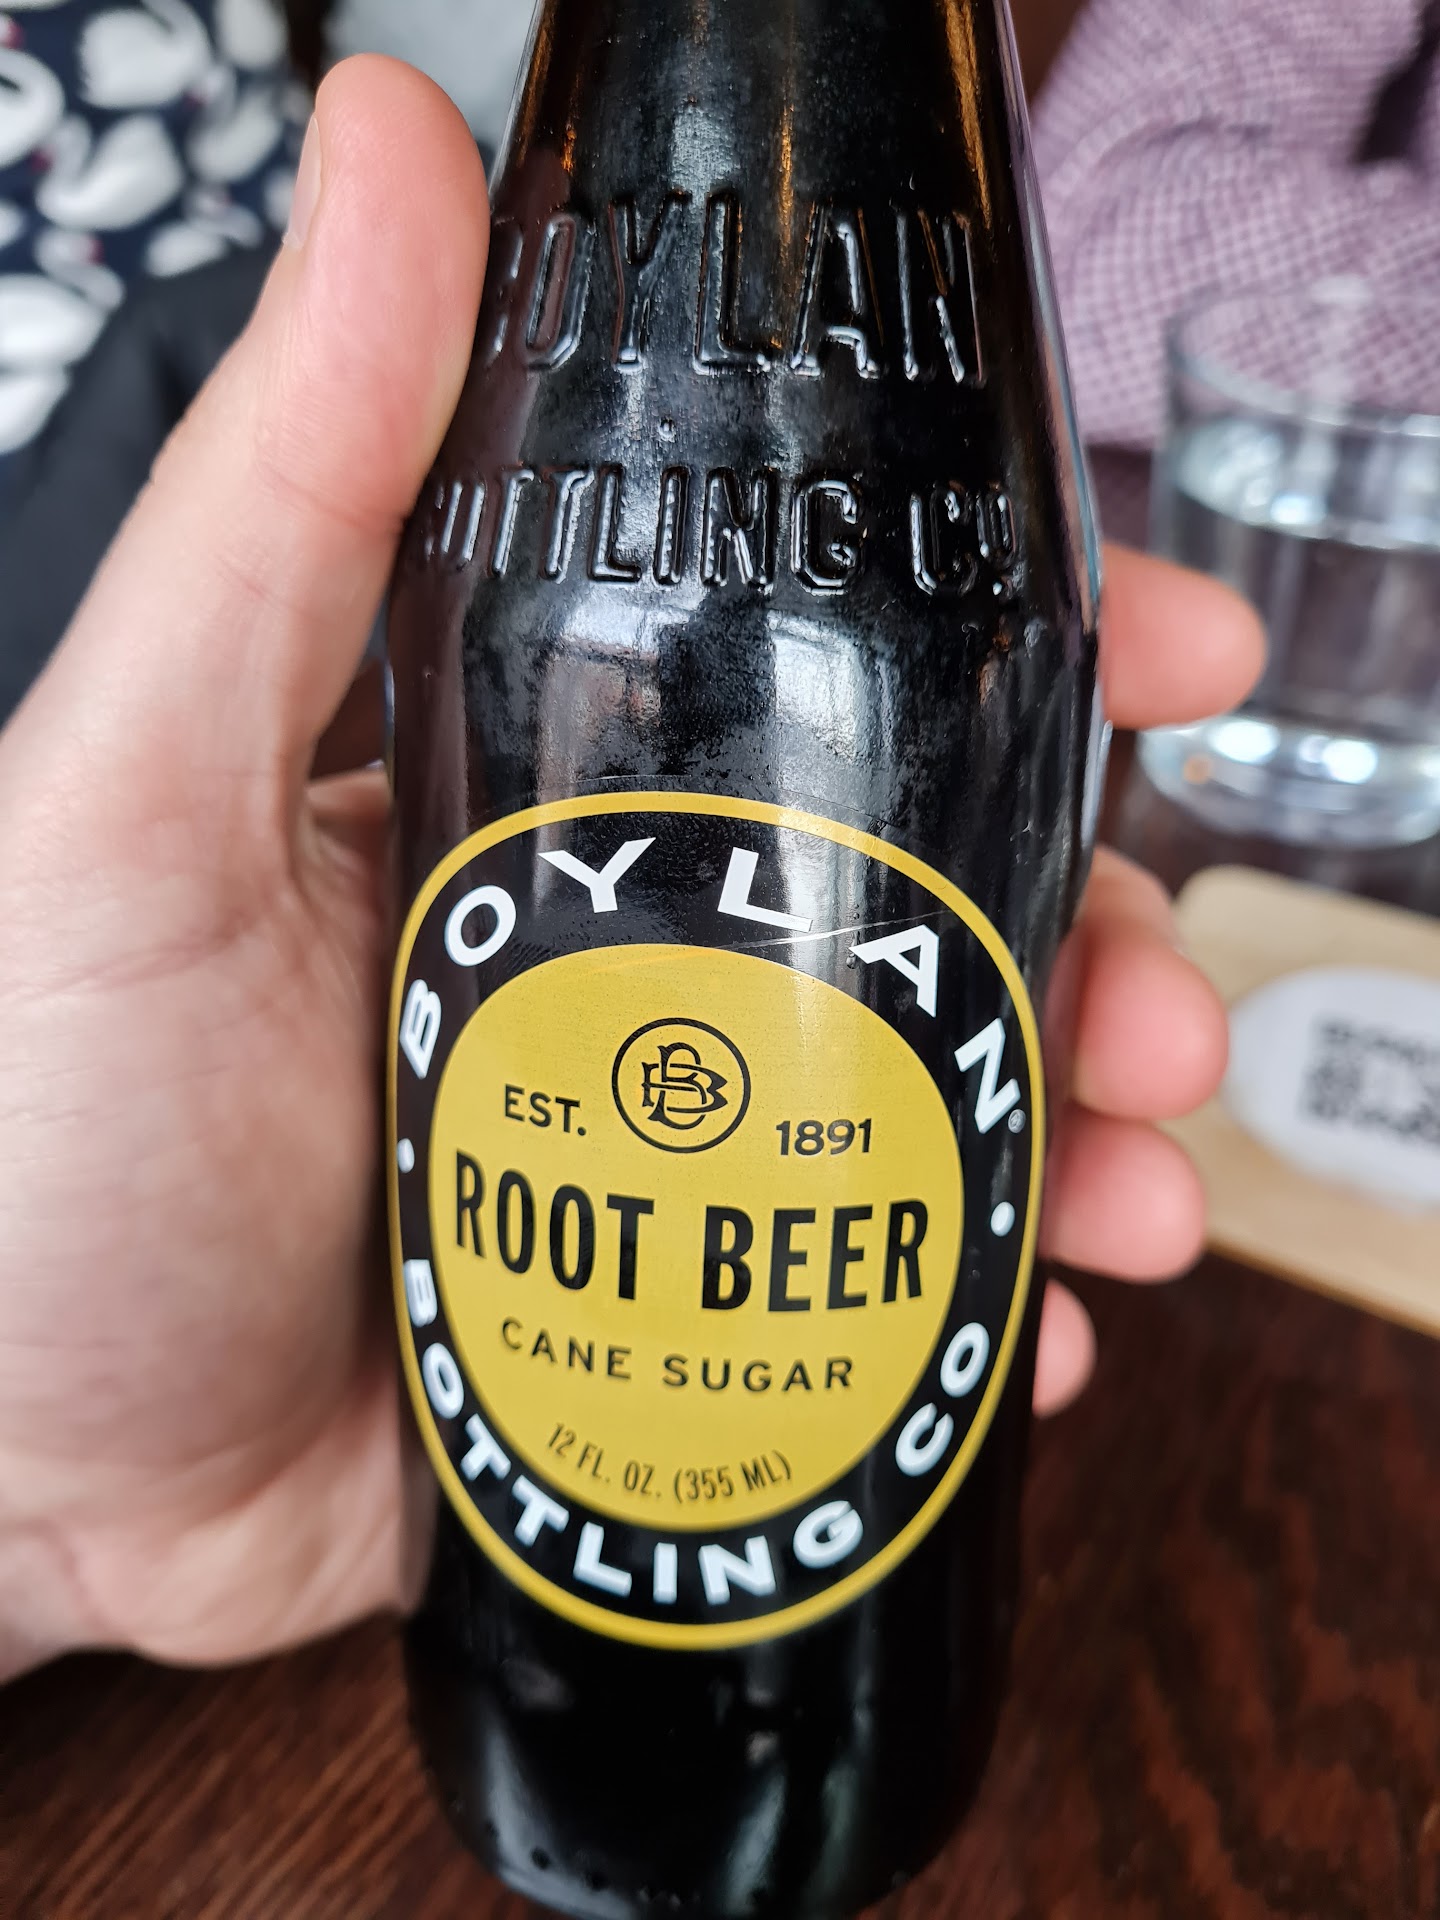 BOYLAN
BOTTLING CO
BOYLAN®
EST. 1891
ROOT BEER
CANE SUGAR
12 FL. OZ. (355 ML)
BOTTLING CO